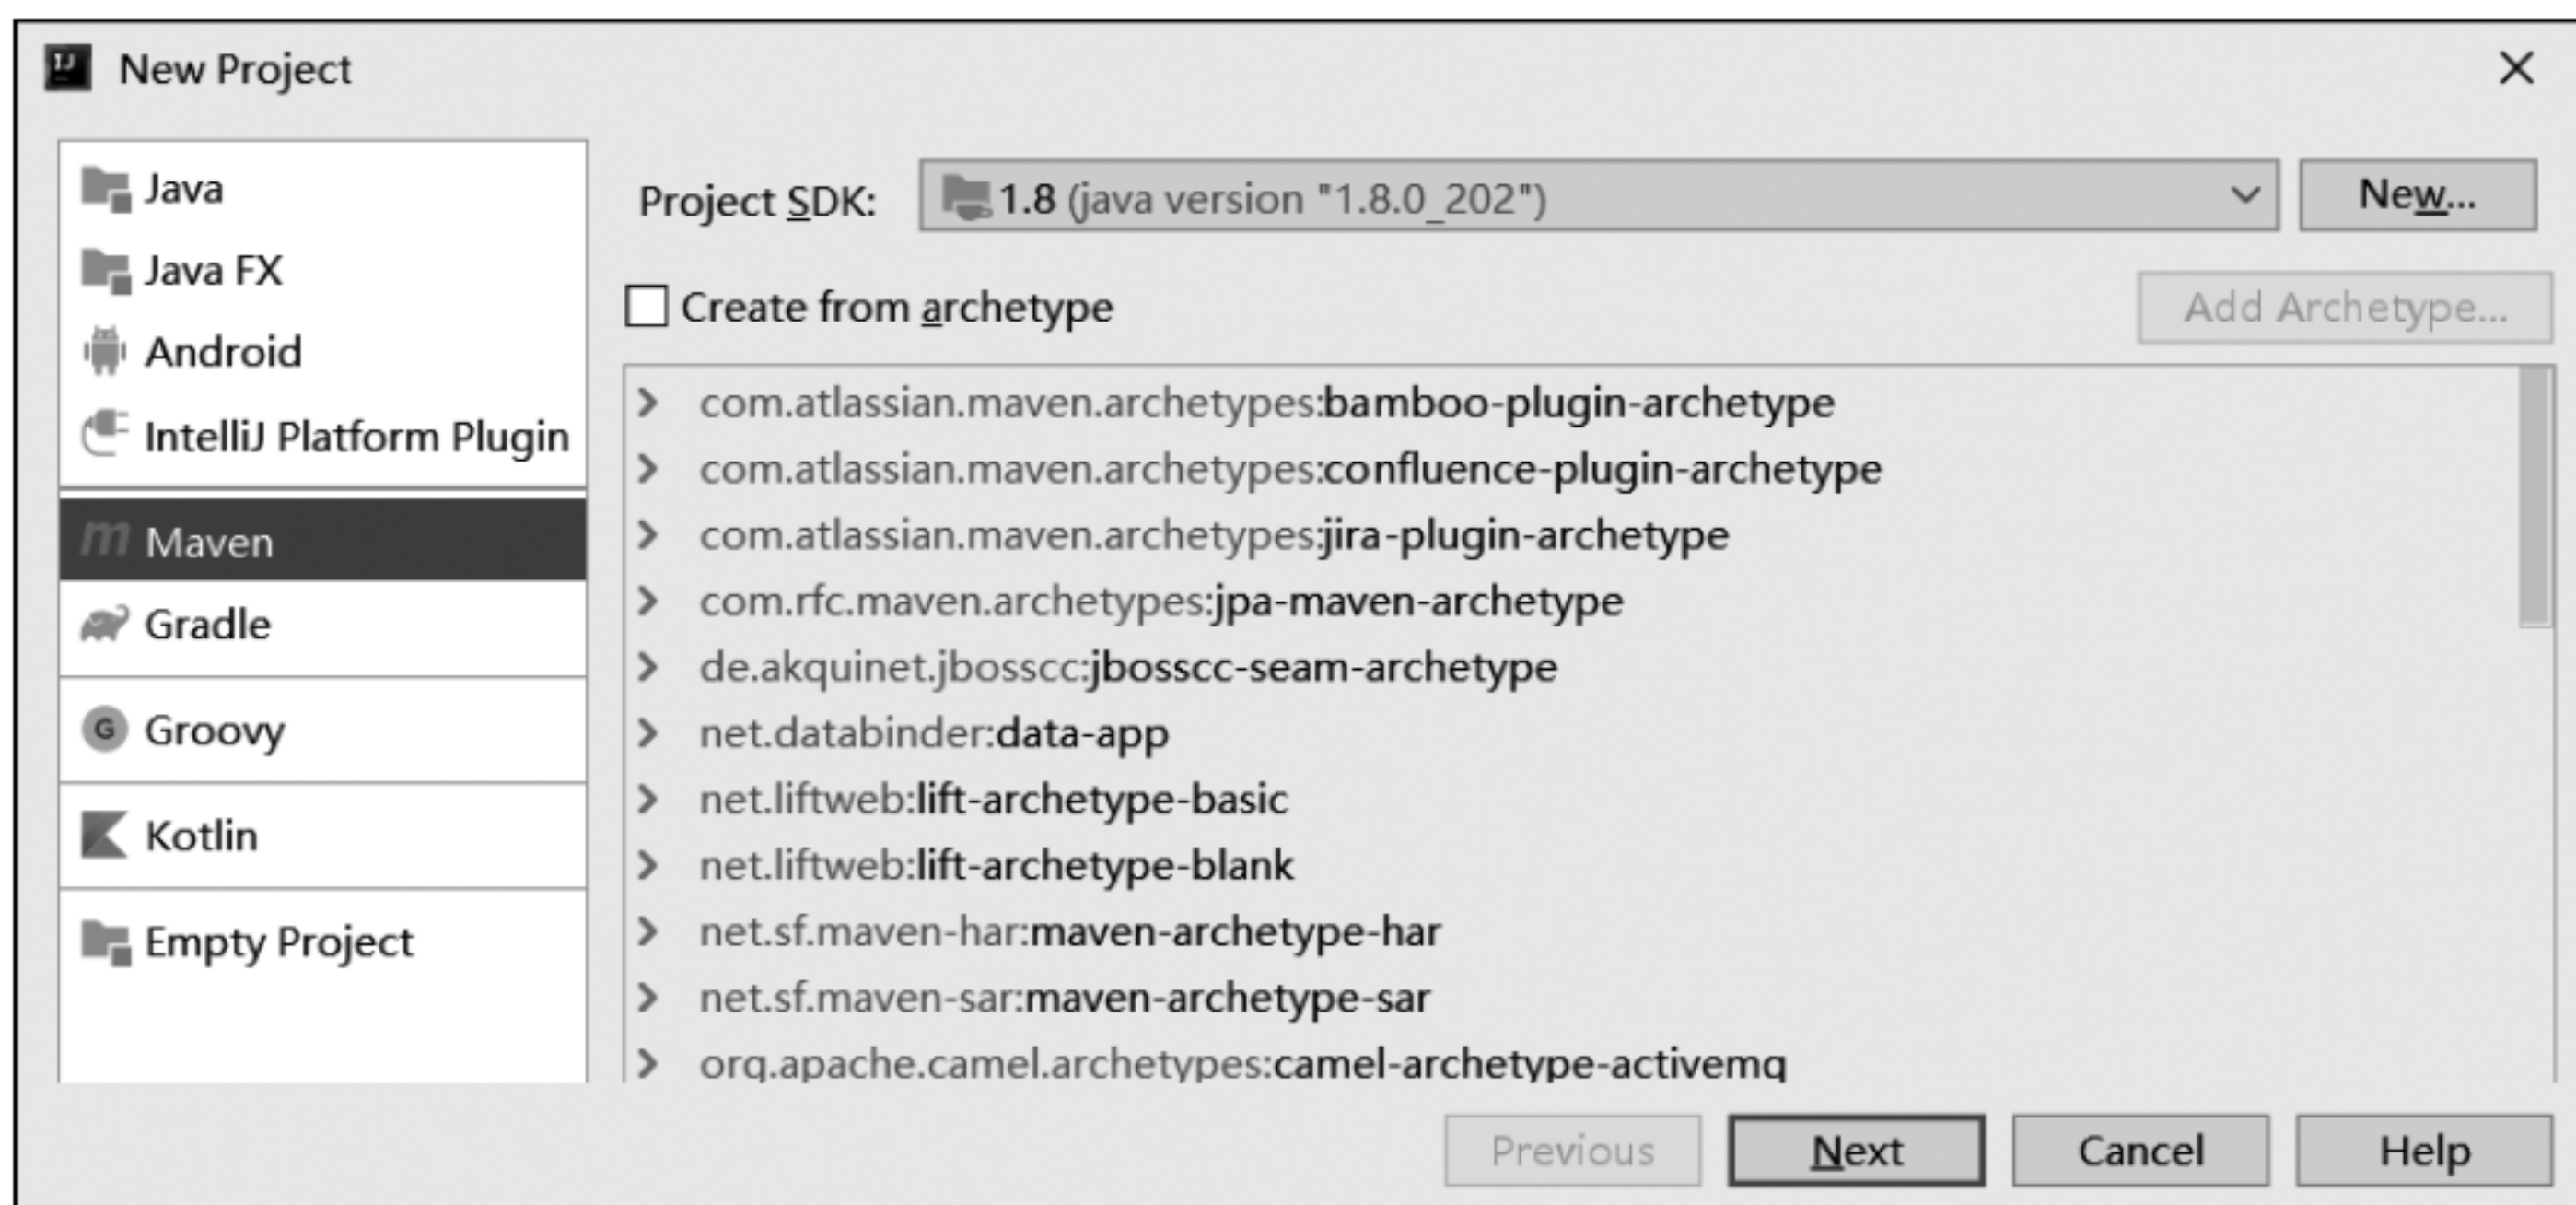 New Project
Java
Java FX
Android
IntelliJ Platform Plugin
Maven
Gradle
Groovy
Kotlin
Empty Project
Project SDK: 1.8 (java version "1.8.0_202") New...
Create from archetype Add Archetype...
com.atlassian.maven.archetypes:bamboo-plugin-archetype
com.atlassian.maven.archetypes:confluence-plugin-archetype
com.atlassian.maven.archetypes:jira-plugin-archetype
com.rfc.maven.archetypes:jpa-maven-archetype
de.akquinet.jbosscc:jbosscc-seam-archetype
net.databinder:data-app
net.liftweb:lift-archetype-basic
net.liftweb:lift-archetype-blank
net.sf.maven-har:maven-archetype-har
net.sf.maven-sar:maven-archetype-sar
org.apache.camel.archetypes:camel-archetype-activemq
Previous Next Cancel Help